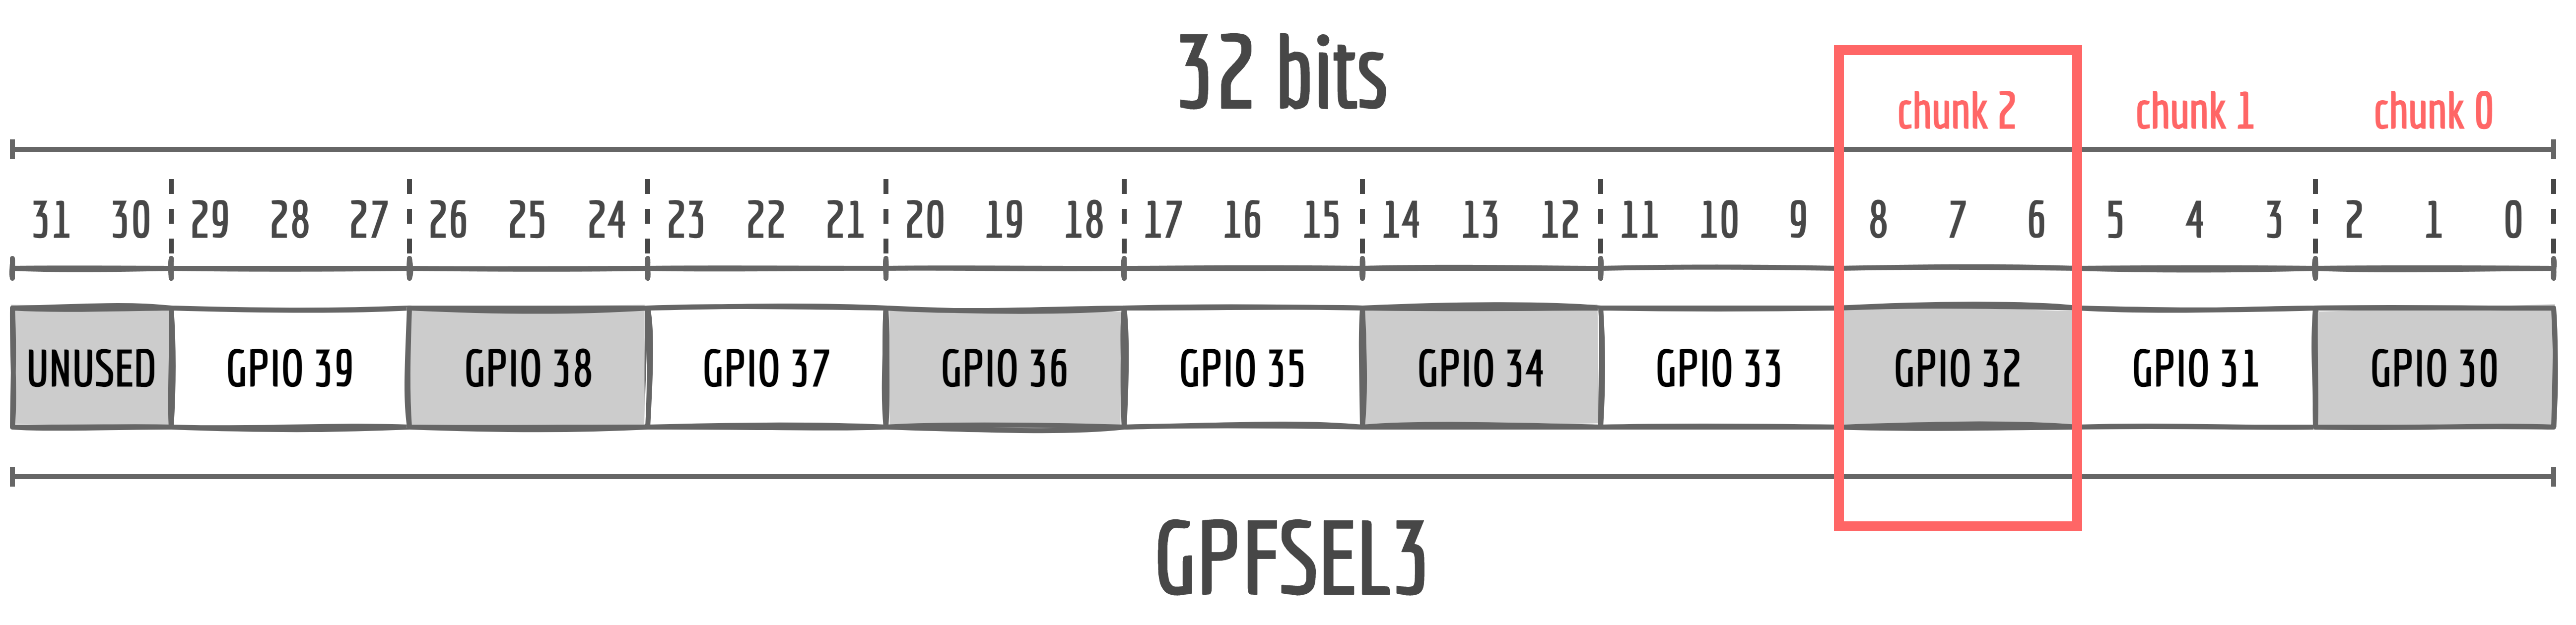 32 bits
chunk 2 chunk 1 chunk 0
31 30 29 28 27 26 25 24 23 22 21 20 19 18 17 16 15 14 13 12 11 10 9 8 7 6 5 4 3 2 1 0
UNUSED GPIO 39 GPIO 38 GPIO 37 GPIO 36 GPIO 35 GPIO 34 GPIO 33 GPIO 32 GPIO 31 GPIO 30
GPFSEL3